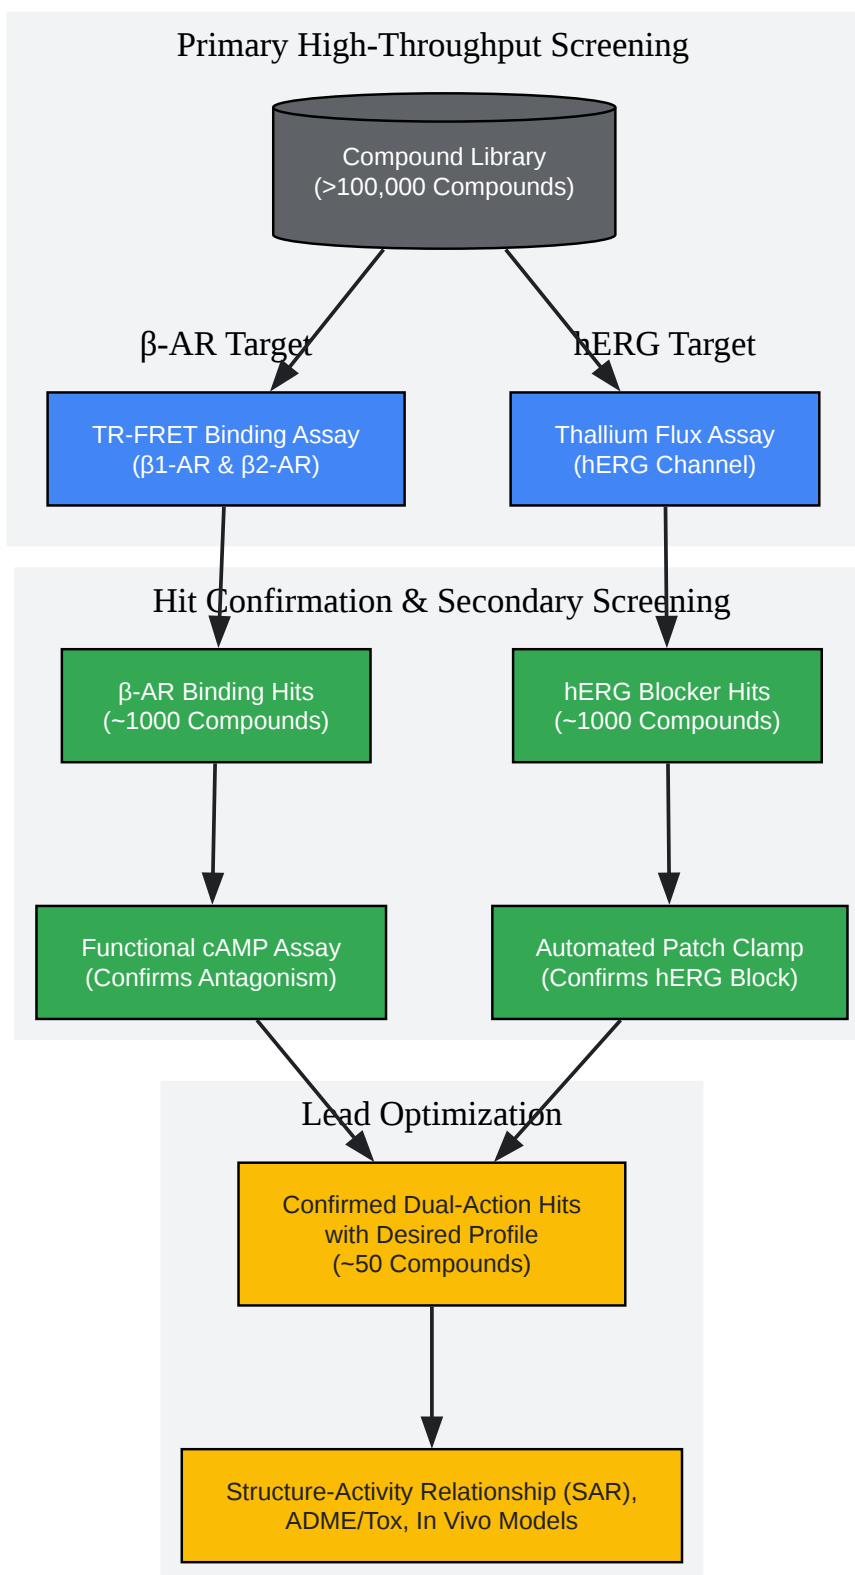 Primary High-Throughput Screening
Compound Library
(>100,000 Compounds)
β-AR Target
hERG Target
TR-FRET Binding Assay
(β1-AR & β2-AR)
Thallium Flux Assay
(hERG Channel)
Hit Confirmation & Secondary Screening
β-AR Binding Hits
(~1000 Compounds)
hERG Blocker Hits
(~1000 Compounds)
Functional cAMP Assay
(Confirms Antagonism)
Automated Patch Clamp
(Confirms hERG Block)
Lead Optimization
Confirmed Dual-Action Hits
with Desired Profile
(~50 Compounds)
Structure-Activity Relationship (SAR),
ADME/Tox, In Vivo Models